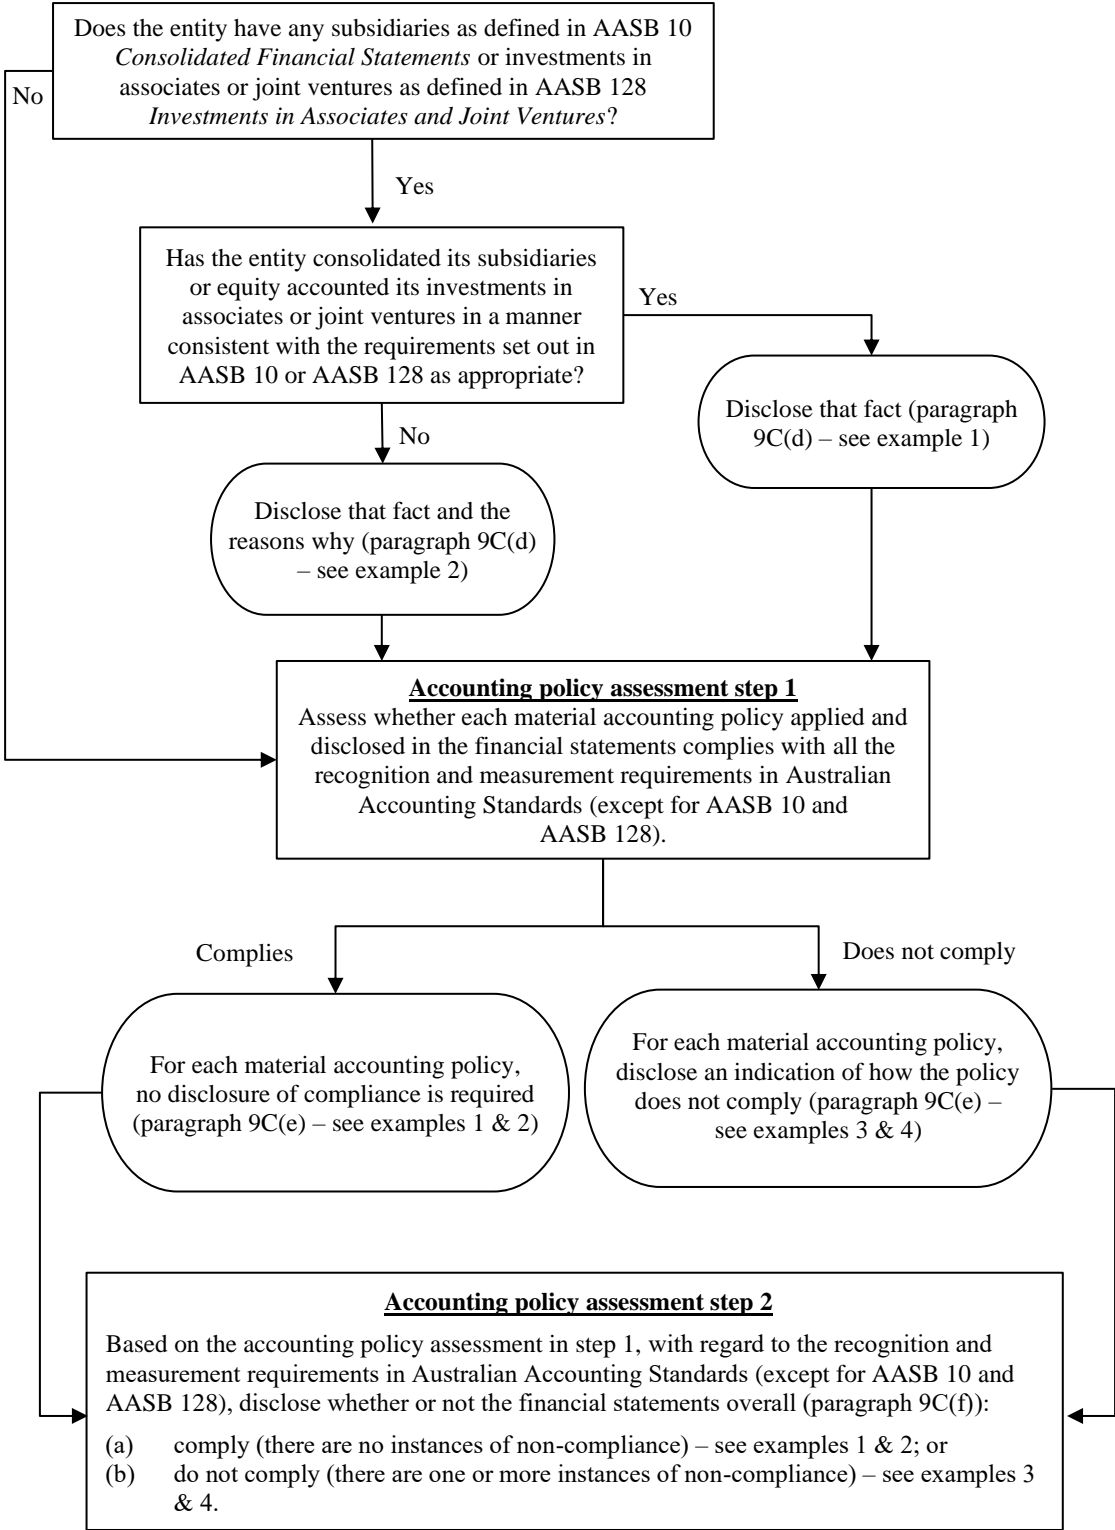 Does the entity have any subsidiaries as defined in AASB 10
Consolidated Financial Statements or investments in
associates or joint ventures as defined in AASB 128
Investments in Associates and Joint Ventures?
No
Yes
Has the entity consolidated its subsidiaries
or equity accounted its investments in
associates or joint ventures in a manner
consistent with the requirements set out in
AASB 10 or AASB 128 as appropriate?
Yes
Disclose that fact (paragraph
9C(d) – see example 1)
No
Disclose that fact and the
reasons why (paragraph 9C(d)
– see example 2)
Accounting policy assessment step 1
Assess whether each material accounting policy applied and
disclosed in the financial statements complies with all the
recognition and measurement requirements in Australian
Accounting Standards (except for AASB 10 and
AASB 128).
Complies
Does not comply
For each material accounting policy,
no disclosure of compliance is required
(paragraph 9C(e) – see examples 1 & 2)
For each material accounting policy,
disclose an indication of how the policy
does not comply (paragraph 9C(e) –
see examples 3 & 4)
Accounting policy assessment step 2
Based on the accounting policy assessment in step 1, with regard to the recognition and
measurement requirements in Australian Accounting Standards (except for AASB 10 and
AASB 128), disclose whether or not the financial statements overall (paragraph 9C(f)):
(a) comply (there are no instances of non-compliance) – see examples 1 & 2; or
(b) do not comply (there are one or more instances of non-compliance) – see examples 3
& 4.